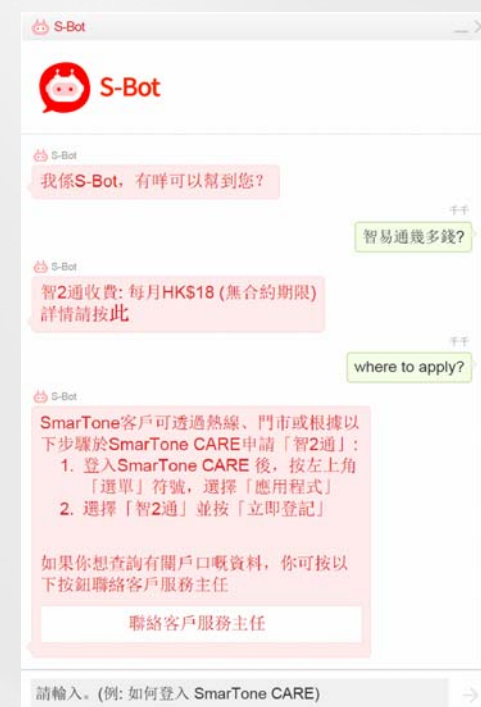 S-Bot
S-Bot
S-Bot
我係S-Bot，有咩可以幫到您？
千千
智易通幾多錢?
S-Bot
智2通收費: 每月HK$18 (無合約期限)
詳情請按此
千千
where to apply?
S-Bot
SmarTone客戶可透過熱線、門市或根據以
下步驟於SmarTone CARE申請「智2通」:
1. 登入SmarTone CARE 後，按左上角
「選單」符號，選擇「應用程式」
2. 選擇「智2通」並按「立即登記」
如果你想查詢有關戶口嘅資料，你可按以
下按鈕聯絡客戶服務主任
聯絡客戶服務主任
請輸入。(例: 如何登入 SmarTone CARE)